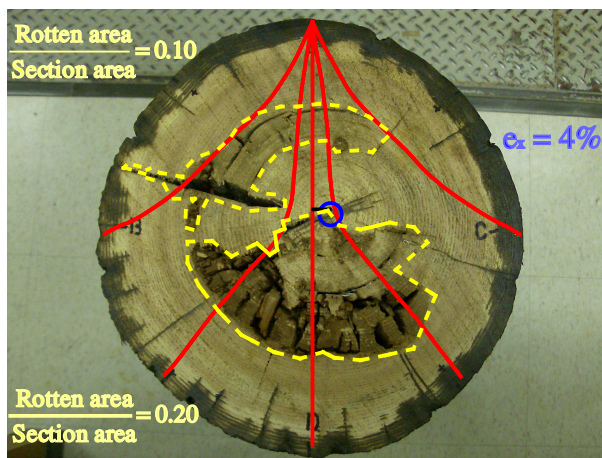 Rotten area
Section area
=0.10
eₓ = 4%
B
C
D
Rotten area
Section area
=0.20